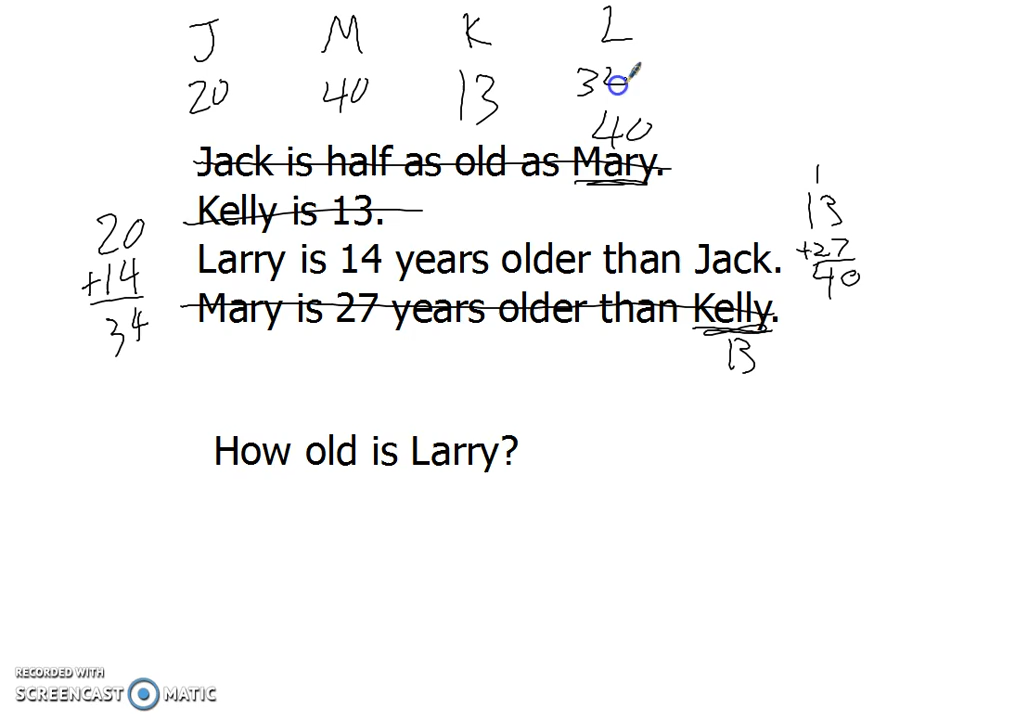 J M K L
20 40 13 34
40
Jack is half as old as Mary.
1
Kelly is 13.
13
20
+27
Larry is 14 years older than Jack.
40
+14
Mary is 27 years older than Kelly.
34
13
How old is Larry?
RECORDED WITH
SCREENCAST MATIC